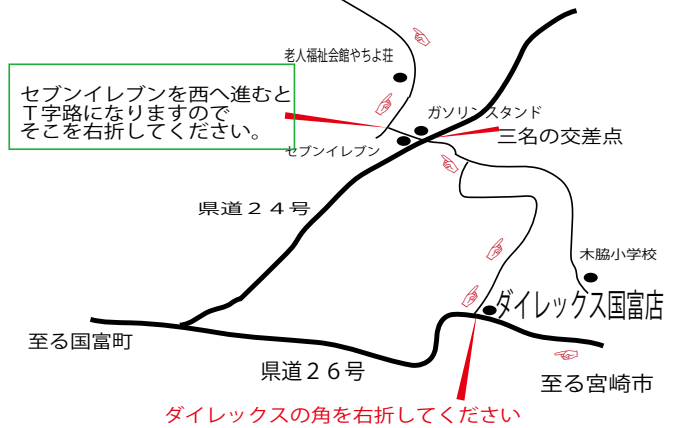 老人福祉会館やちよ荘
セブンイレブンを西へ進むと
T字路になりますので
そこを右折してください。
ガソリンスタンド
三名の交差点
セブンイレブン
県道24号
木脇小学校
ダイレックス国富店
至る国富町
県道26号
至る宮崎市
ダイレックスの角を右折してください